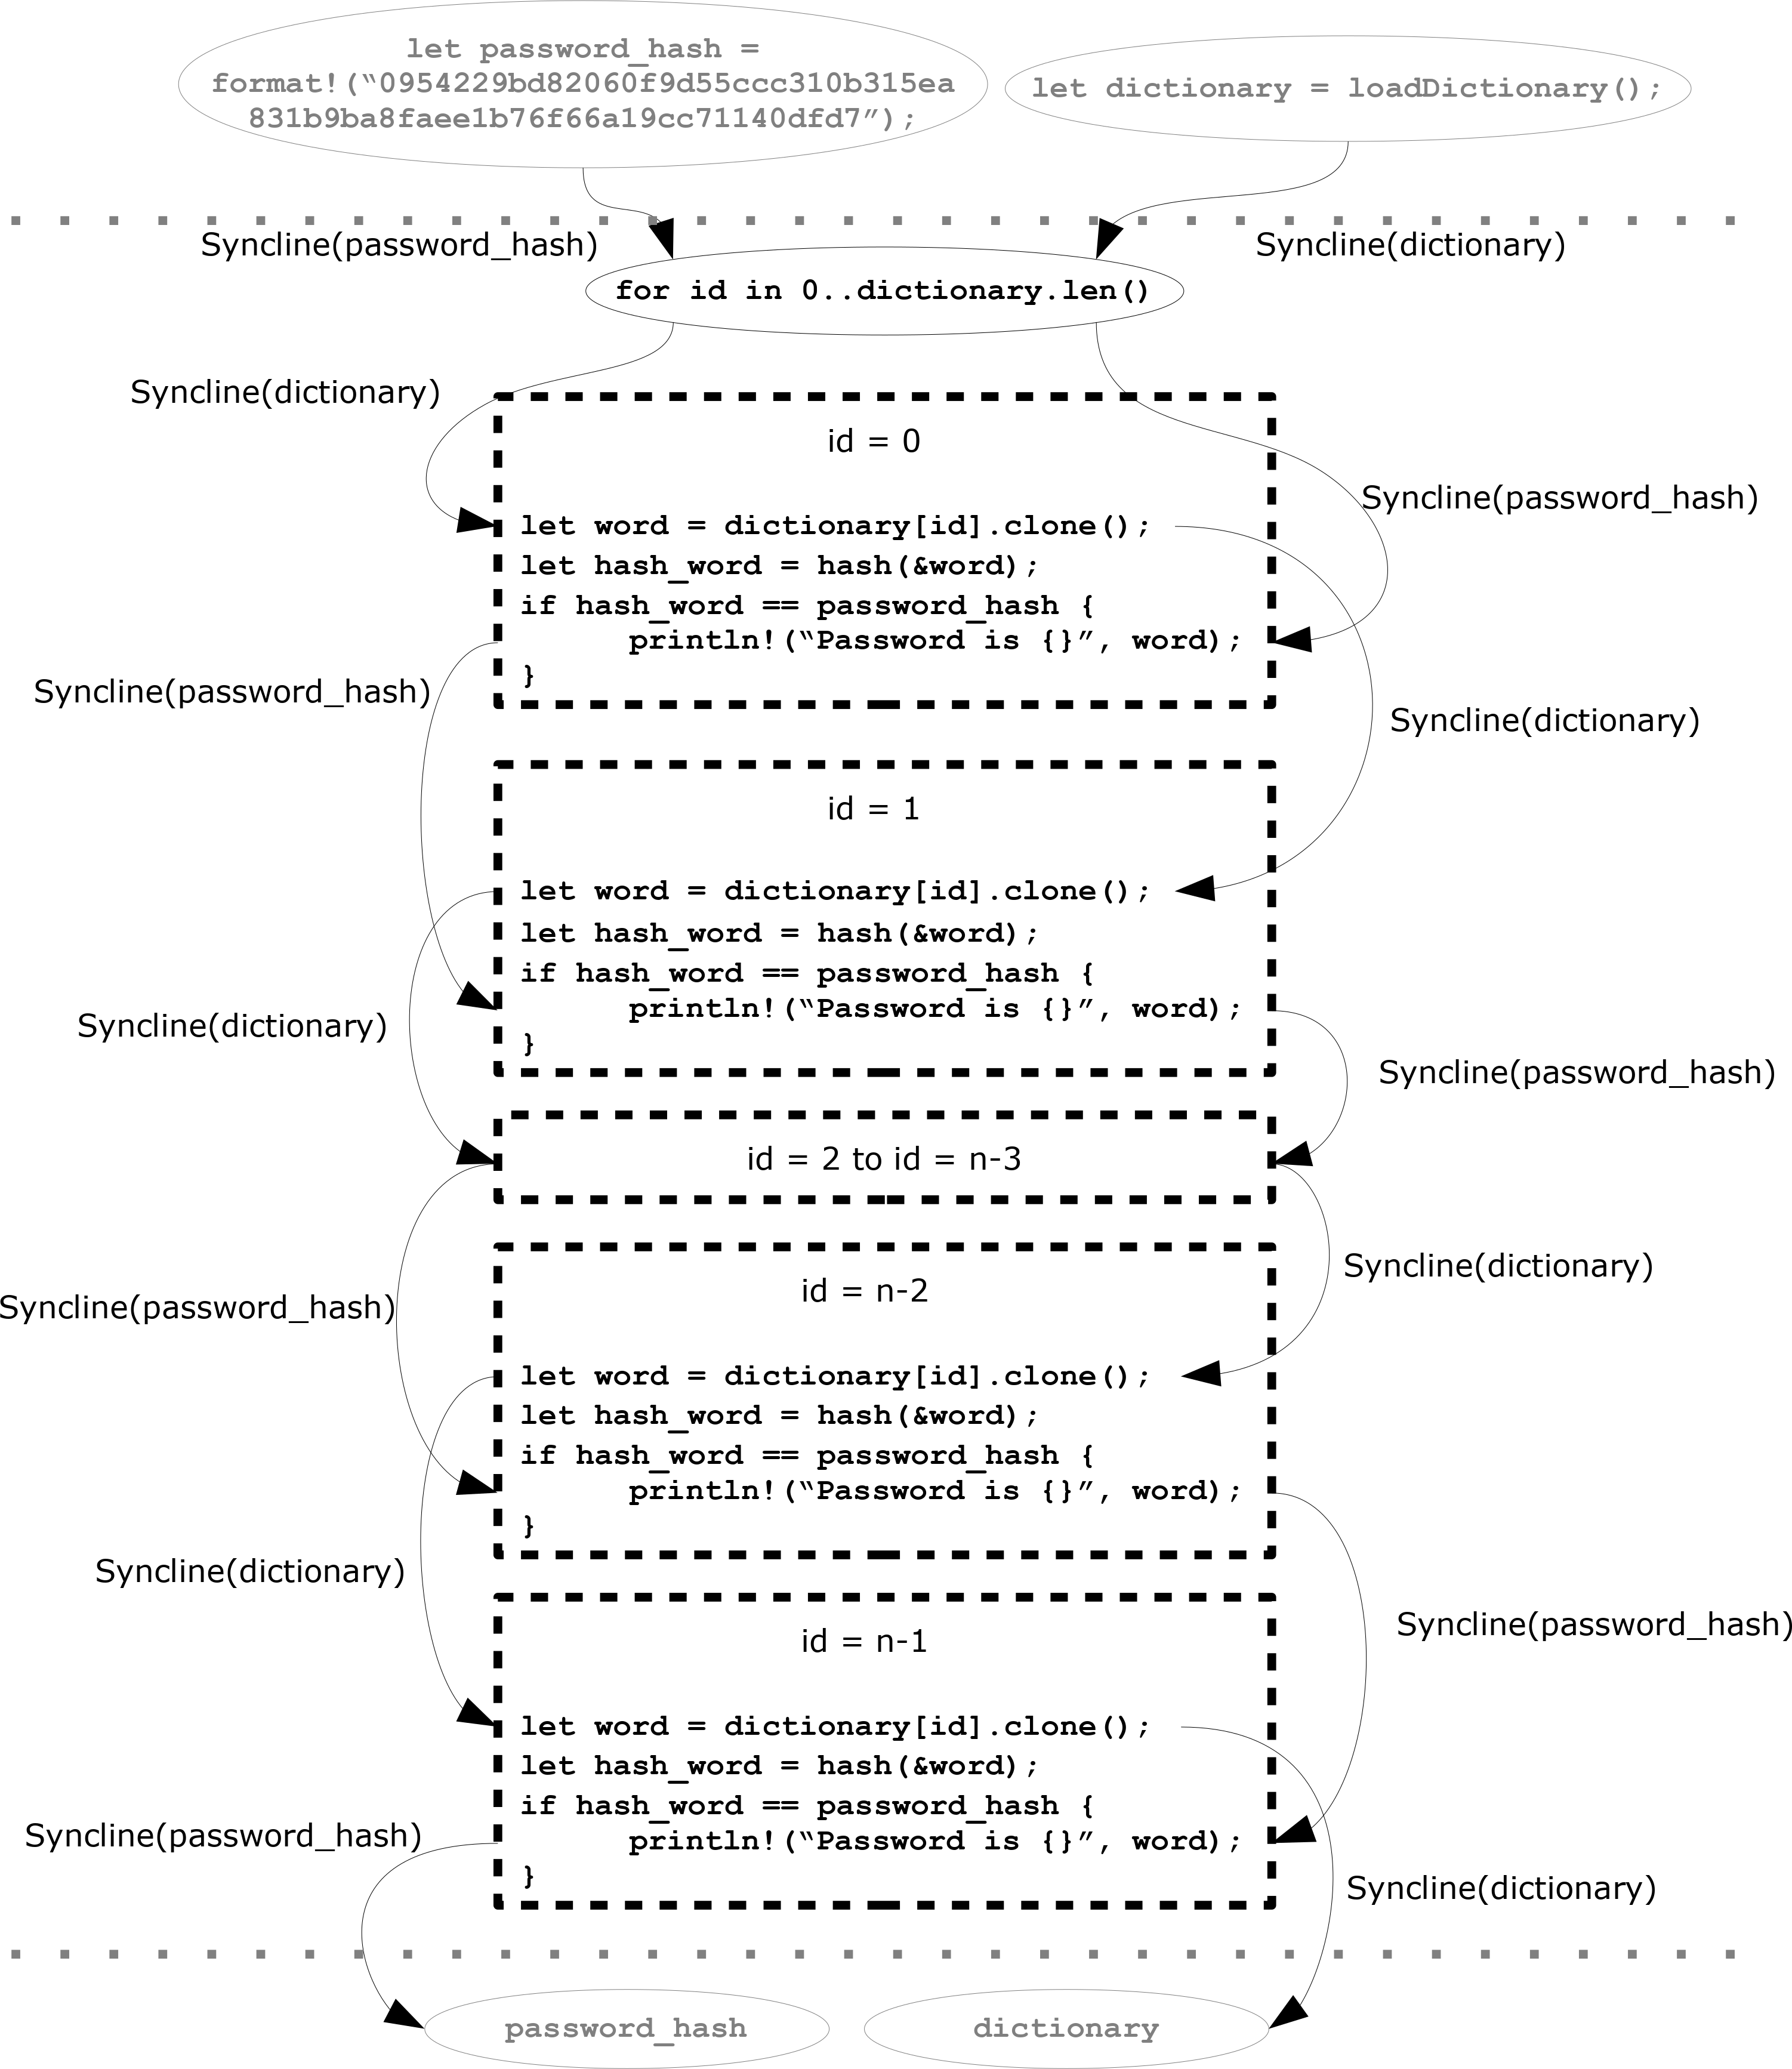 let password_hash =
format!(“0954229bd82060f9d55ccc310b315ea
831b9ba8faee1b76f66a19cc71140dfd7”);
let dictionary = loadDictionary();
Syncline(password_hash)
Syncline(dictionary)
for id in 0..dictionary.len()
Syncline(dictionary)
id = 0
Syncline(password_hash)
let word = dictionary[id].clone();
let hash_word = hash(&word);
if hash_word == password_hash {
println!(“Password is {}”, word);
}
Syncline(password_hash)
Syncline(dictionary)
id = 1
let word = dictionary[id].clone();
let hash_word = hash(&word);
if hash_word == password_hash {
println!(“Password is {}”, word);
}
Syncline(dictionary)
Syncline(password_hash)
id = 2 to id = n-3
Syncline(password_hash)
Syncline(dictionary)
id = n-2
let word = dictionary[id].clone();
let hash_word = hash(&word);
if hash_word == password_hash {
println!(“Password is {}”, word);
}
Syncline(dictionary)
Syncline(password_hash)
id = n-1
let word = dictionary[id].clone();
let hash_word = hash(&word);
if hash_word == password_hash {
println!(“Password is {}”, word);
}
Syncline(password_hash)
Syncline(dictionary)
password_hash
dictionary